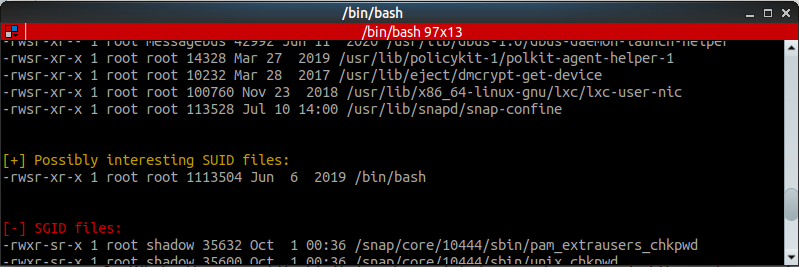 /bin/bash
/bin/bash 97x13
-rwsr-xr-- 1 root messagebus 42992 Jun 11  2020 /usr/lib/dbus-1.0/dbus-daemon-launch-helper
-rwsr-xr-x 1 root root 14328 Mar 27  2019 /usr/lib/policykit-1/polkit-agent-helper-1
-rwsr-xr-x 1 root root 10232 Mar 28  2017 /usr/lib/eject/dmcrypt-get-device
-rwsr-xr-x 1 root root 100760 Nov 23  2018 /usr/lib/x86_64-linux-gnu/lxc/lxc-user-nic
-rwsr-xr-x 1 root root 113528 Jul 10 14:00 /usr/lib/snapd/snap-confine
[+] Possibly interesting SUID files:
-rwsr-xr-x 1 root root 1113504 Jun  6  2019 /bin/bash
[-] SGID files:
-rwxr-sr-x 1 root shadow 35632 Oct  1 00:36 /snap/core/10444/sbin/pam_extrausers_chkpwd
-rwxr-sr-x 1 root shadow 35600 Oct  1 00:36 /snap/core/10444/sbin/unix_chkpwd